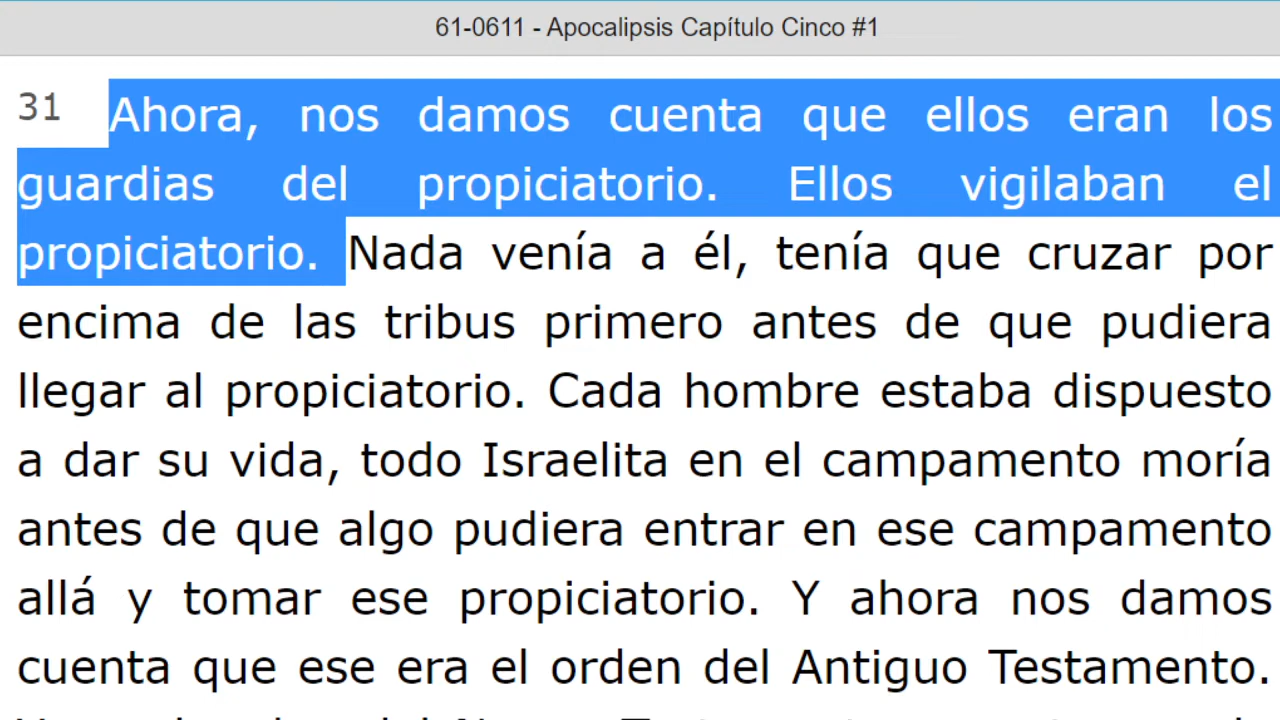 61-0611 - Apocalipsis Capítulo Cinco #1
31 Ahora, nos damos cuenta que ellos eran los
guardias del propiciatorio. Ellos vigilaban el
propiciatorio. Nada venía a él, tenía que cruzar por
encima de las tribus primero antes de que pudiera
llegar al propiciatorio. Cada hombre estaba dispuesto
a dar su vida, todo Israelita en el campamento moría
antes de que algo pudiera entrar en ese campamento
allá y tomar ese propiciatorio. Y ahora nos damos
cuenta que ese era el orden del Antiguo Testamento.